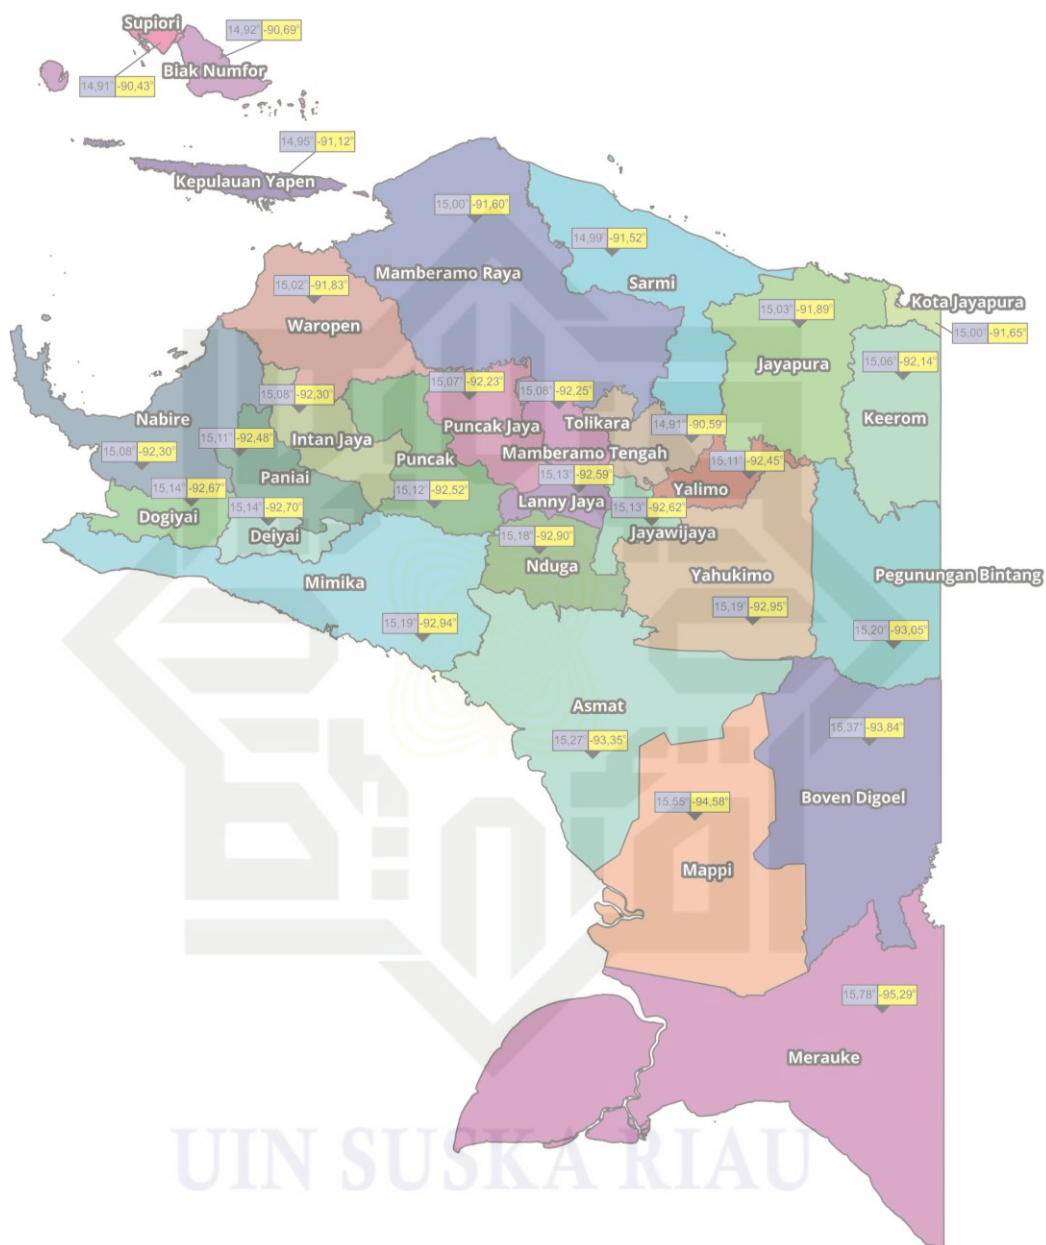 Supiori
14,92° -90,69°
Biak Numfor
14,91° -90,43°
14,95° -91,12°
Kepulauan Yapen
15,00° -91,60°
14,99° -91,52°
Mamberamo Raya
Sarmi
15,02° -91,83°
Waropen
15,03° -91,89°
Kota Jayapura
15,00° -91,65°
Jayapura
15,06° -92,14°
Keerom
15,07° -92,23°
15,08° -92,25°
15,08° -92,30°
Nabire
Intan Jaya
Puncak Jaya
Tolikara
14,91° -90,59°
15,11° -92,48°
15,08° -92,30°
Puncak
Mamberamo Tengah
15,11° -92,45°
Paniai
15,13° -92,59°
Yalimo
15,14° -92,67°
15,12° -92,52°
Lanny Jaya
Dogiyai
15,14° -92,70°
15,13° -92,62°
Deiyai
15,18° -92,90°
Jayawijaya
Nduga
Mimika
Yahukimo
Pegunungan Bintang
15,19° -92,95°
15,19° -92,94°
15,20° -93,05°
Asmat
15,27° -93,35°
15,37° -93,84°
15,55° -94,58°
Boven Digoel
Mappi
15,78° -95,29°
Merauke
UIN SUSKA RIAU